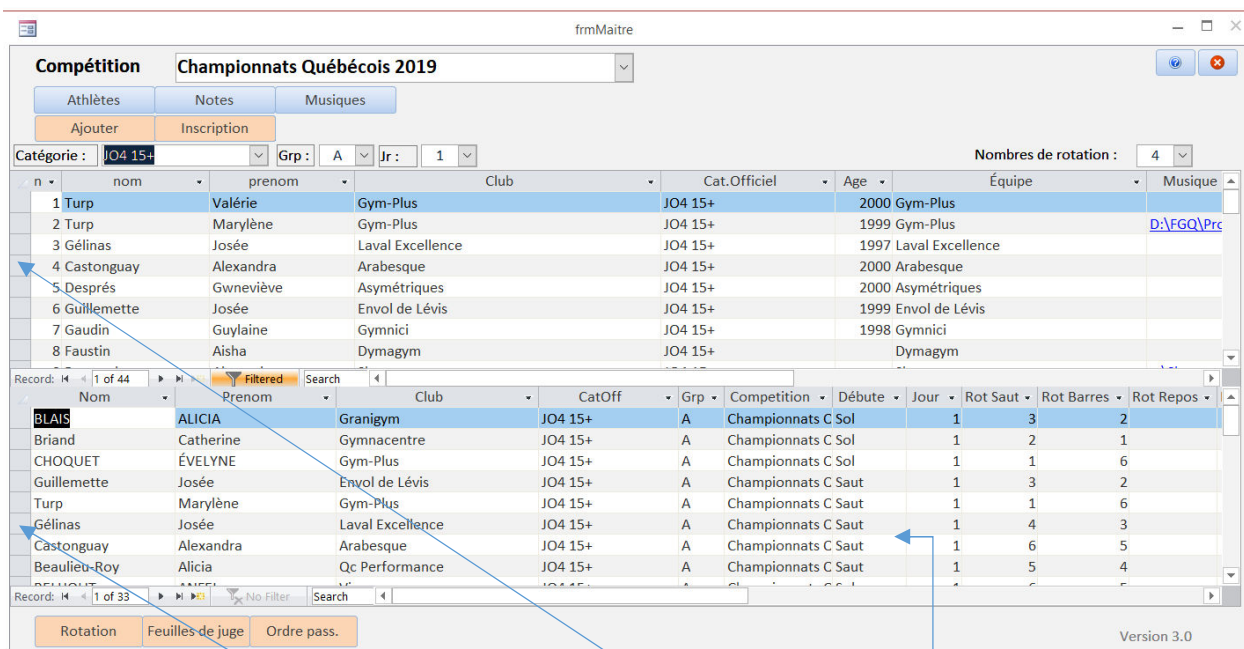 frmMaitre
Compétition Championnats Québécois 2019
Athlètes Notes Musiques
Ajouter Inscription
Catégorie : JO4 15+ Grp : A Jr : 1 Nombres de rotation : 4
n nom prenom Club Cat.Officiel Age Équipe Musique
1 Turp Valérie Gym-Plus JO4 15+ 2000 Gym-Plus
2 Turp Marylène Gym-Plus JO4 15+ 1999 Gym-Plus D:\FGQ\Prc
3 Gélinas Josée Laval Excellence JO4 15+ 1997 Laval Excellence
4 Castonguay Alexandra Arabesque JO4 15+ 2000 Arabesque
5 Després Gwneviève Asymétriques JO4 15+ 2000 Asymétriques
6 Guillemette Josée Envol de Lévis JO4 15+ 1999 Envol de Lévis
7 Gaudin Guylaine Gymnici JO4 15+ 1998 Gymnici
8 Faustin Aisha Dymagym JO4 15+ Dymagym
Record: 1 of 44 Filtered Search
Nom Prenom Club CatOff Grp Competition Débute Jour Rot Saut Rot Barres Rot Repos
BLAIS ALICIA Granigym JO4 15+ A Championnats C Sol 1 3 2
Briand Catherine Gymnacentre JO4 15+ A Championnats C Sol 1 2 1
CHOQUET ÉVELYNE Gym-Plus JO4 15+ A Championnats C Sol 1 1 6
Guillemette Josée Envol de Lévis JO4 15+ A Championnats C Saut 1 3 2
Turp Marylène Gym-Plus JO4 15+ A Championnats C Saut 1 1 6
Gélinas Josée Laval Excellence JO4 15+ A Championnats C Saut 1 4 3
Castonguay Alexandra Arabesque JO4 15+ A Championnats C Saut 1 6 5
Beaulieu-Roy Alicia Qc Performance JO4 15+ A Championnats C Saut 1 5 4
Record: 1 of 33 No Filter Search
Rotation Feuilles de juge Ordre pass. Version 3.0